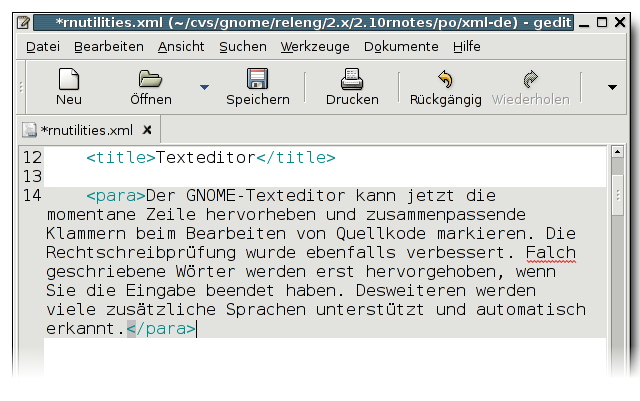 *rnutilities.xml (~/cvs/gnome/releng/2.x/2.10rnotes/po/xml-de) - gedit
Datei Bearbeiten Ansicht Suchen Werkzeuge Dokumente Hilfe
Neu Öffnen Speichern Drucken Rückgängig Wiederholen
*rnutilities.xml x
12 <title>Texteditor</title>
13
14 <para>Der GNOME-Texteditor kann jetzt die
momentane Zeile hervorheben und zusammenpassende
Klammern beim Bearbeiten von Quellkode markieren. Die
Rechtschreibprüfung wurde ebenfalls verbessert. Falch
geschriebene Wörter werden erst hervorgehoben, wenn
Sie die Eingabe beendet haben. Desweiteren werden
viele zusätzliche Sprachen unterstützt und automatisch
erkannt.</para>